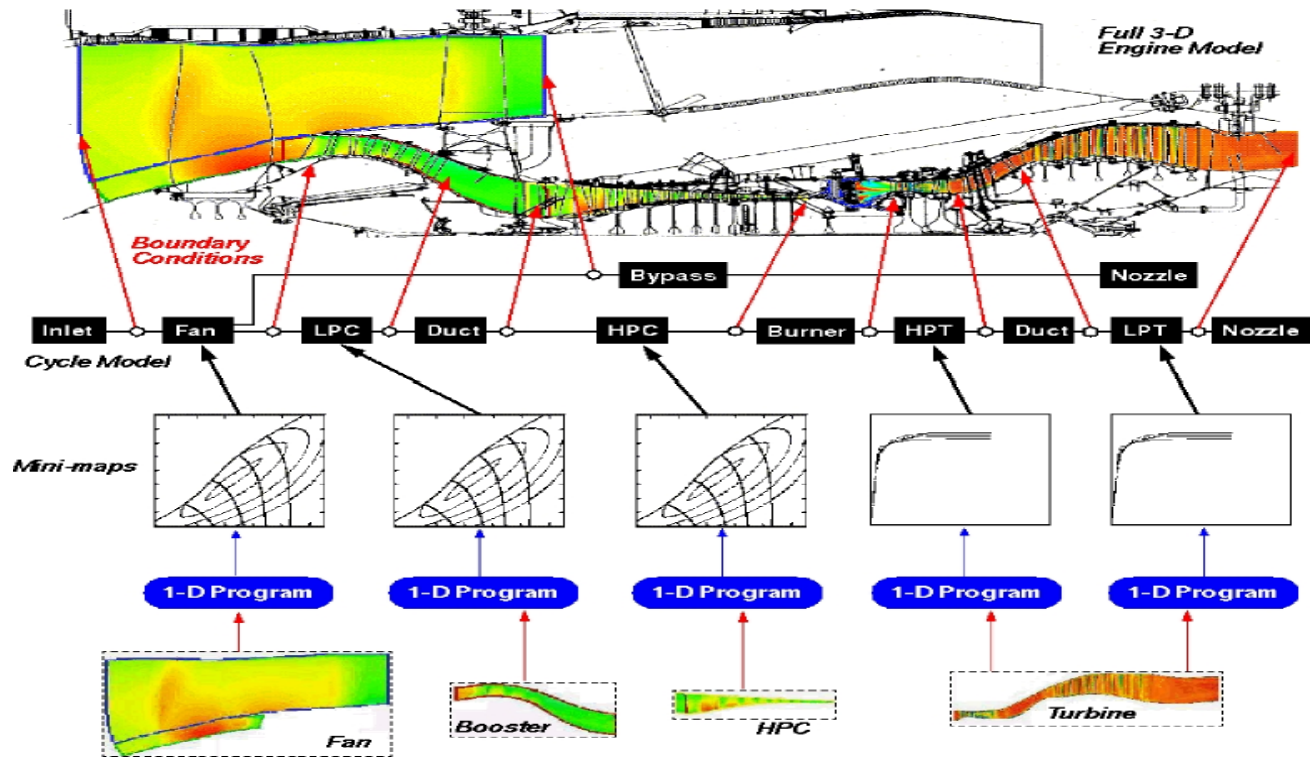 Full 3-D
Engine Model
Boundary
Conditions
Bypass
Nozzle
Inlet
Fan
LPC
Duct
HPC
Burner
HPT
Duct
LPT
Nozzle
Cycle Model
Mini-maps
1-D Program
1-D Program
1-D Program
1-D Program
1-D Program
Fan
Booster
HPC
Turbine